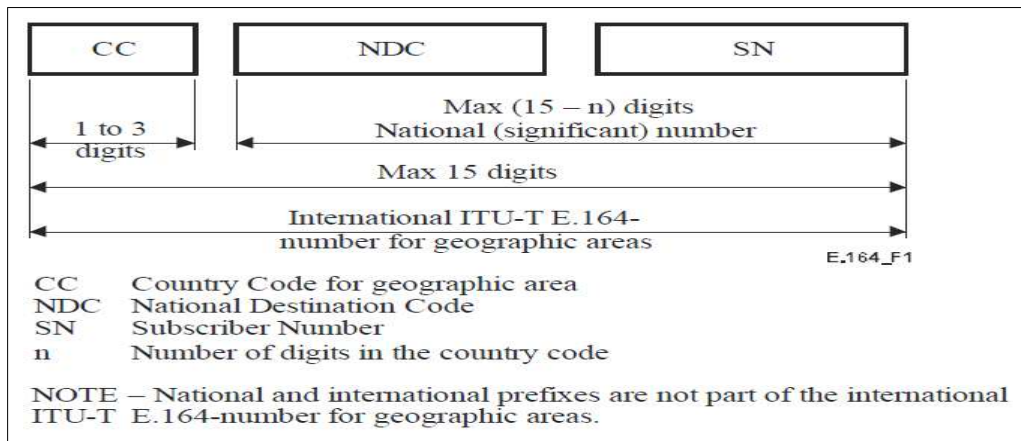 CC NDC SN
Max (15 – n) digits
1 to 3
National (significant) number
digits
Max 15 digits
International ITU-T E.164-
number for geographic areas
E.164_F1
CC Country Code for geographic area
NDC National Destination Code
SN Subscriber Number
n Number of digits in the country code
NOTE – National and international prefixes are not part of the international
ITU-T E.164-number for geographic areas.